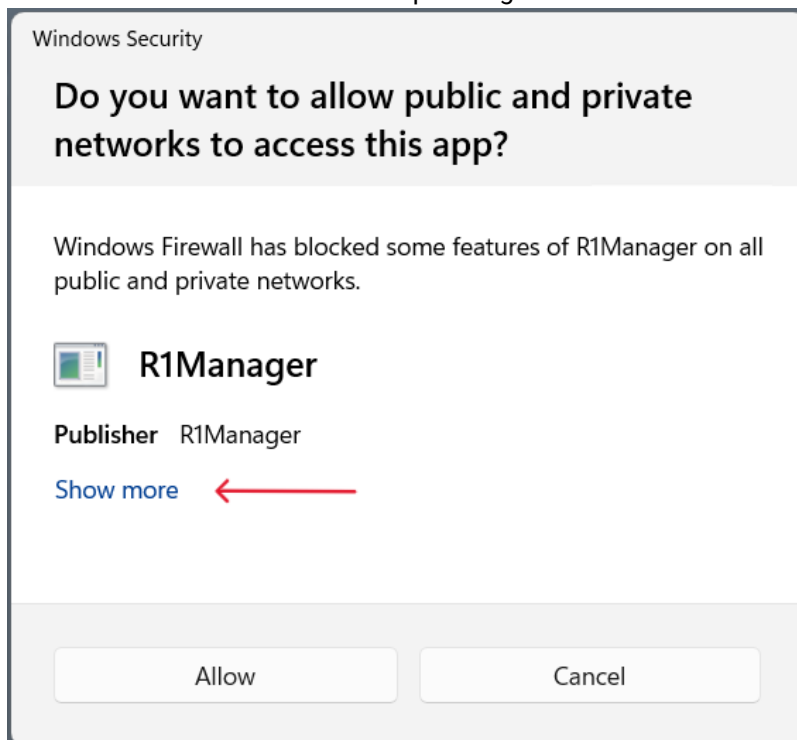 Windows Security
Do you want to allow public and private
networks to access this app?
Windows Firewall has blocked some features of R1Manager on all
public and private networks.
R1Manager
Publisher R1Manager
Show more
Allow Cancel